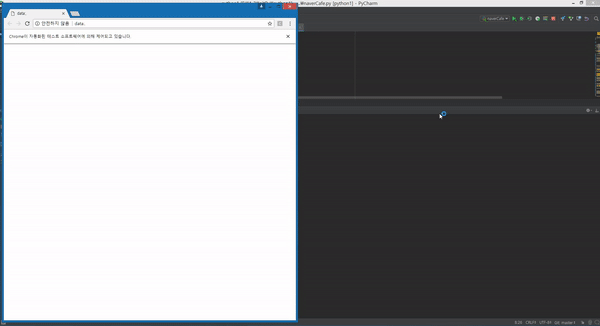 naverCafe.py [python1] - PyCharm
data:
안전하지 않음 | data:
naverCafe
Chrome이 자동화된 테스트 소프트웨어에 의해 제어되고 있습니다.